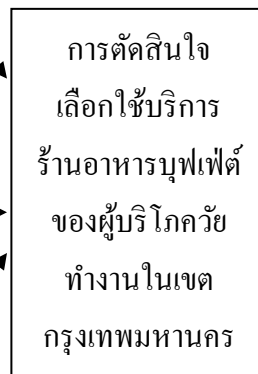 การตัดสินใจ
เลือกใช้บริการ
ร้านอาหารบุฟเฟ่ต์
ของผู้บริโภควัย
ทำงานในเขต
กรุงเทพมหานคร